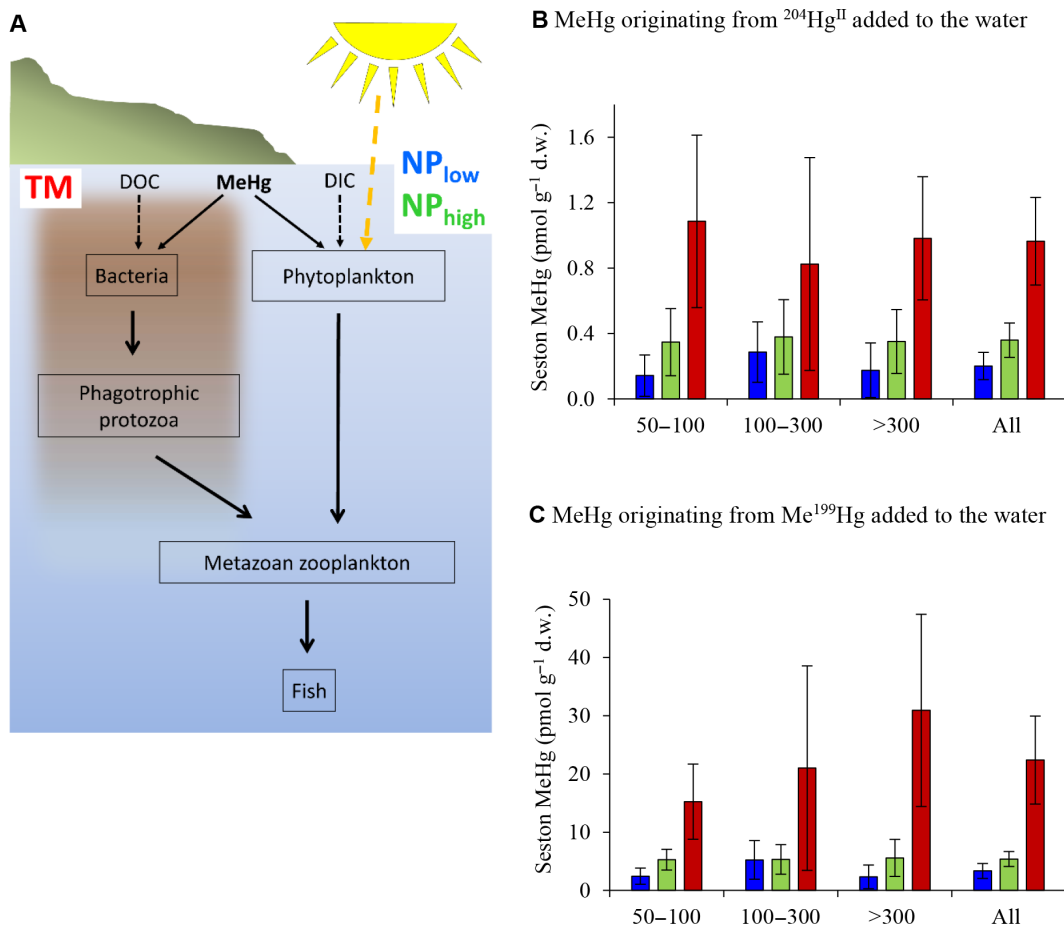 A
TM
DOC
MeHg
DIC
NPlow
NPhigh
Bacteria
Phytoplankton
Phagotrophic
protozoa
Metazoan zooplankton
Fish
B MeHg originating from ²⁰⁴Hgᴵᴵ added to the water
Seston MeHg (pmol g⁻¹ d.w.)
1.6
1.2
0.8
0.4
0.0
50–100
100–300
>300
All
C MeHg originating from Me¹⁹⁹Hg added to the water
Seston MeHg (pmol g⁻¹ d.w.)
50
40
30
20
10
0
50–100
100–300
>300
All